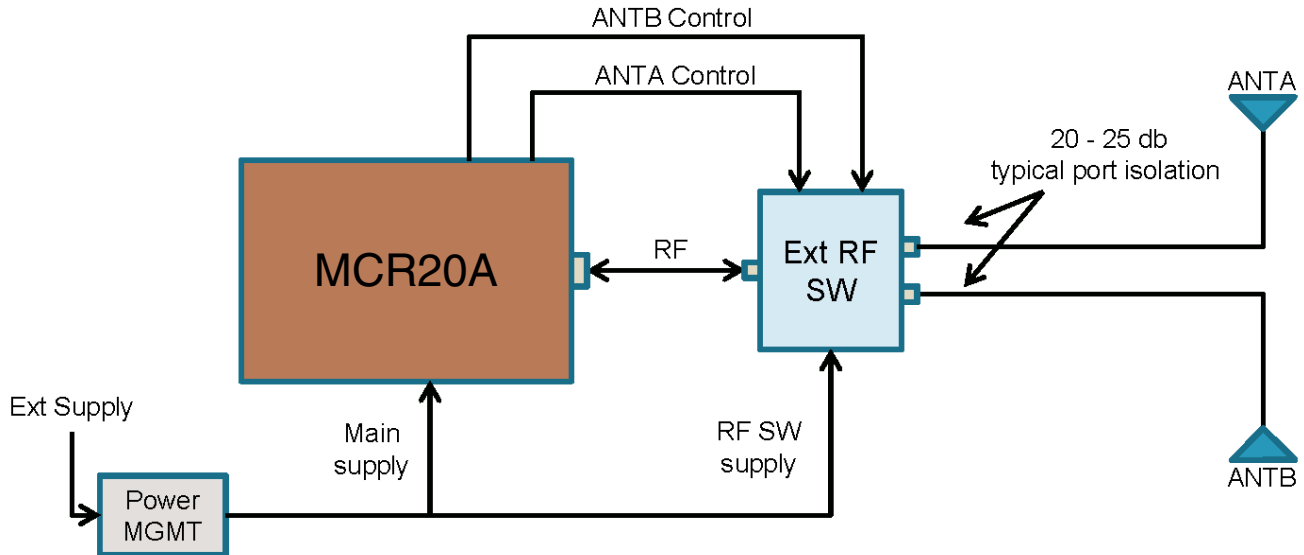 ANTB Control
ANTA Control
ANTA
20 - 25 db
typical port isolation
MCR20A
RF
Ext RF
SW
Ext Supply
Main
supply
RF SW
supply
ANTB
Power
MGMT